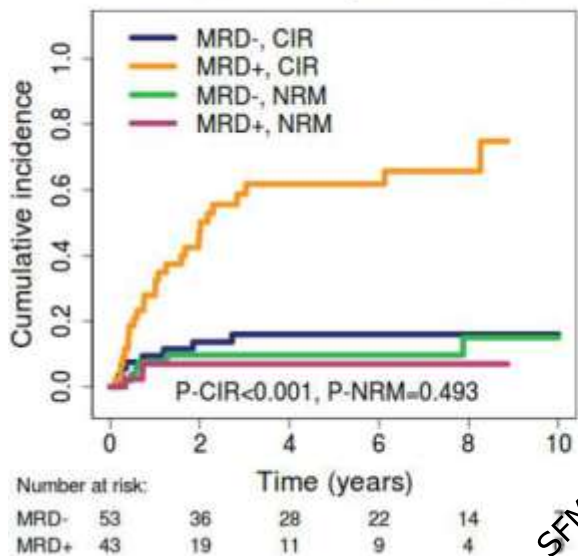 MRD-, CIR
MRD+, CIR
MRD-, NRM
MRD+, NRM
Cumulative incidence
1.0
0.8
0.6
0.4
0.2
0.0
P-CIR<0.001, P-NRM=0.493
0 2 4 6 8 10
Time (years)
Number at risk:
MRD- 53 36 28 22 14
MRD+ 43 19 11 9 4
SFM